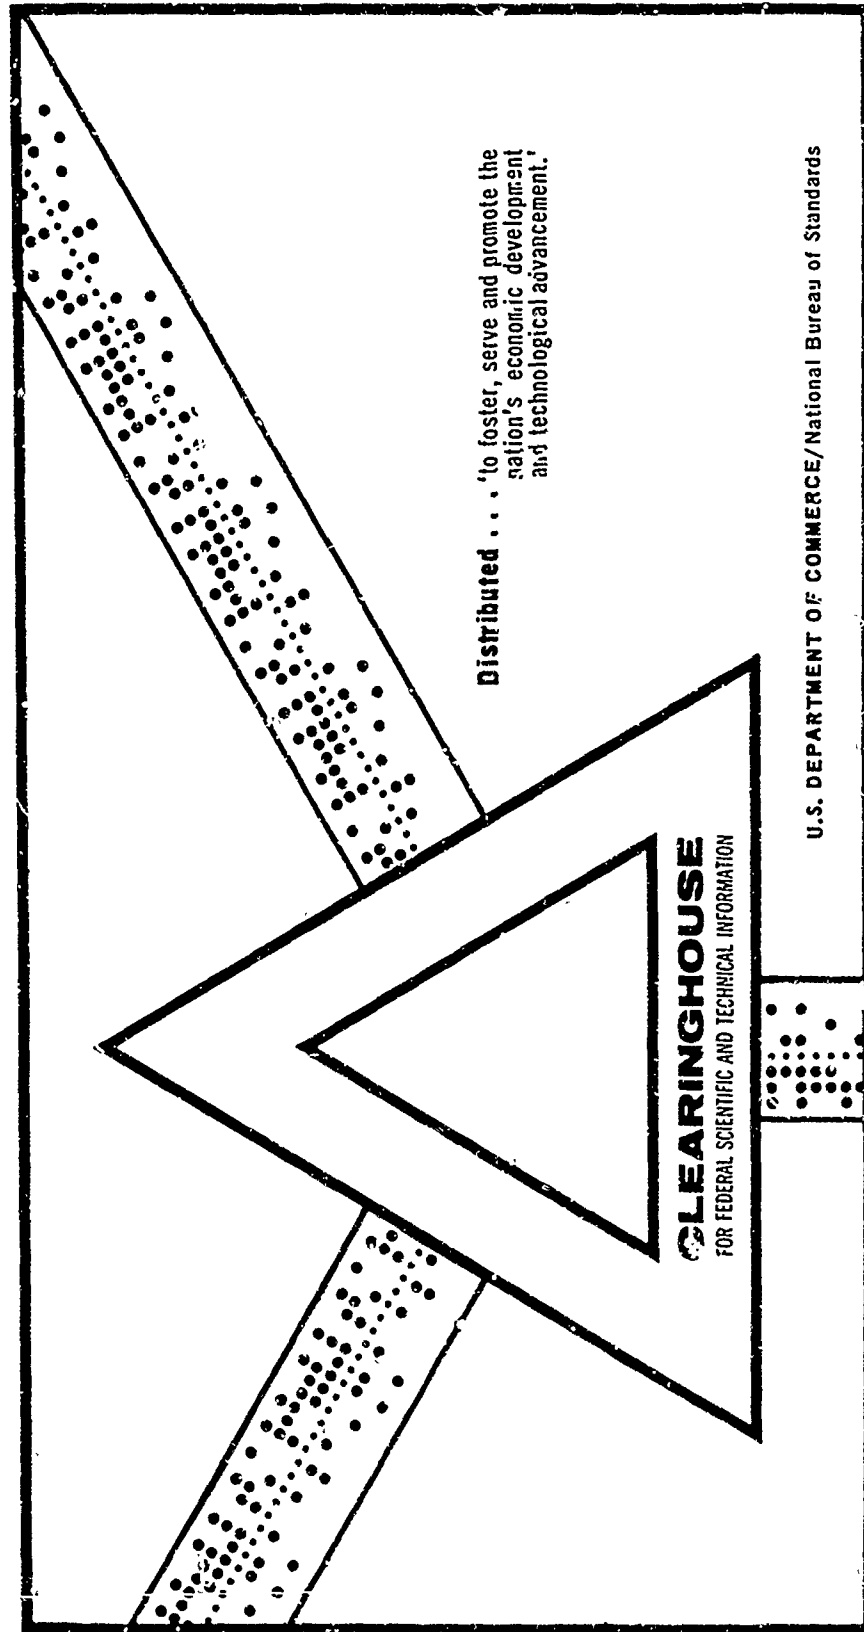 Distributed . . . 'to foster, serve and promote the
nation's economic development
and technological advancement.'
CLEARINGHOUSE
FOR FEDERAL SCIENTIFIC AND TECHNICAL INFORMATION
U.S. DEPARTMENT OF COMMERCE/National Bureau of Standards